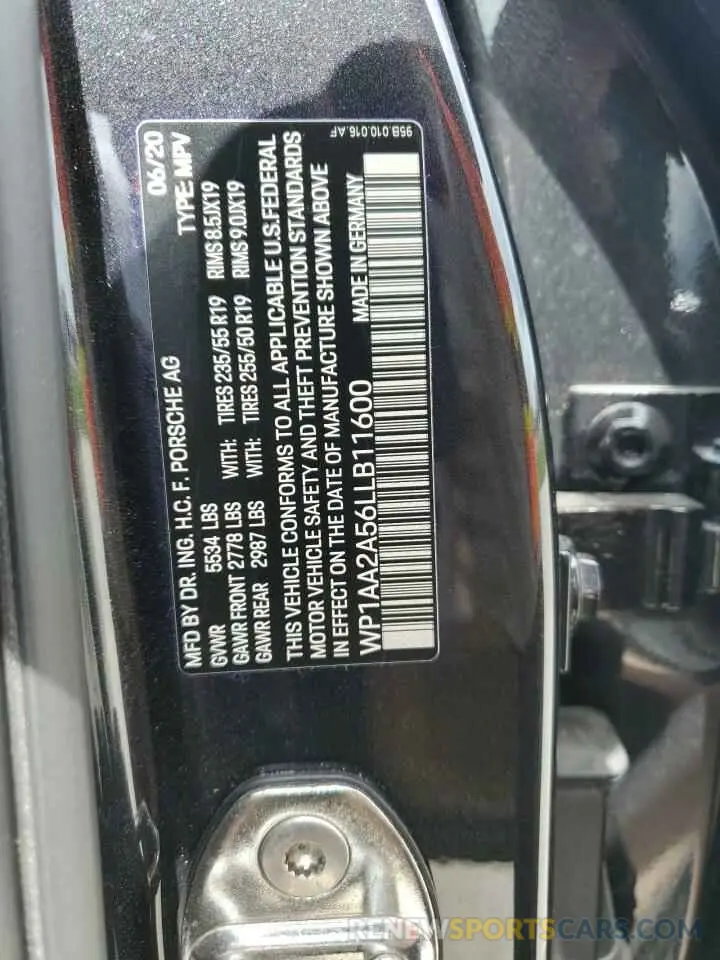 MFD BY DR. ING. H.C. F. PORSCHE AG 06/20
GVWR 5534 LBS TYPE: MPV
GAWR FRONT 2778 LBS WITH: TIRES 235/55 R19 RIMS 8.5JX19
GAWR REAR 2987 LBS WITH: TIRES 255/50 R19 RIMS 9.0JX19
THIS VEHICLE CONFORMS TO ALL APPLICABLE U.S.FEDERAL
MOTOR VEHICLE SAFETY AND THEFT PREVENTION STANDARDS
IN EFFECT ON THE DATE OF MANUFACTURE SHOWN ABOVE
WP1AA2A56LLB11600 MADE IN GERMANY
95B.010.016.AF
RENEWSPORTSCARS.COM